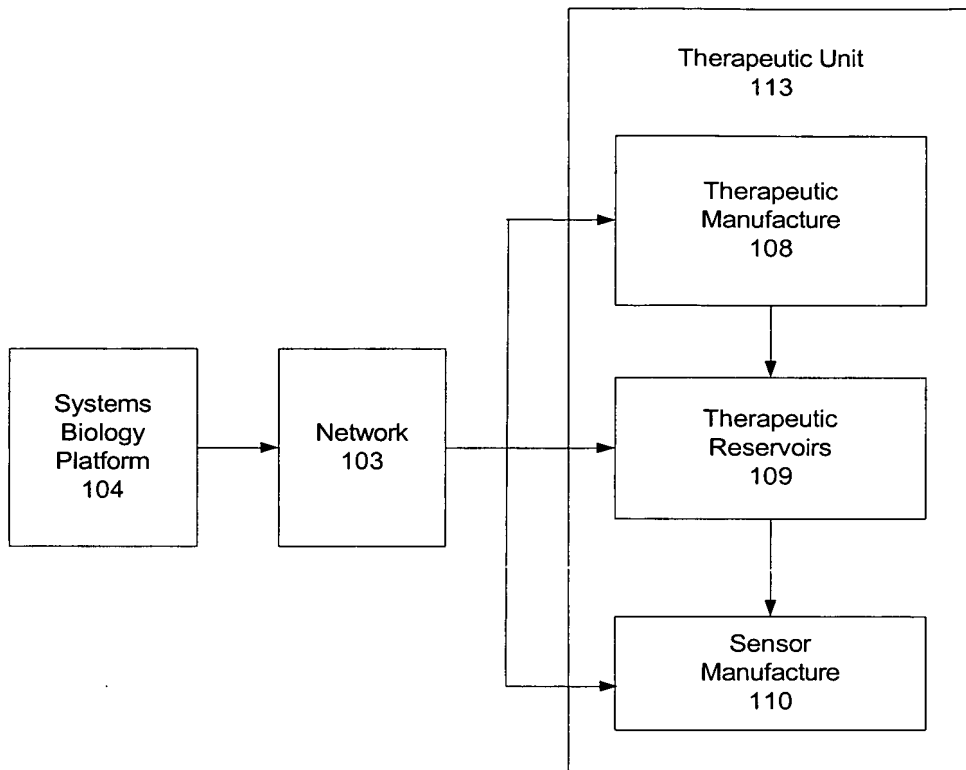 Therapeutic Unit
113
Therapeutic
Manufacture
108
Systems
Biology
Platform
104
Network
103
Therapeutic
Reservoirs
109
Sensor
Manufacture
110